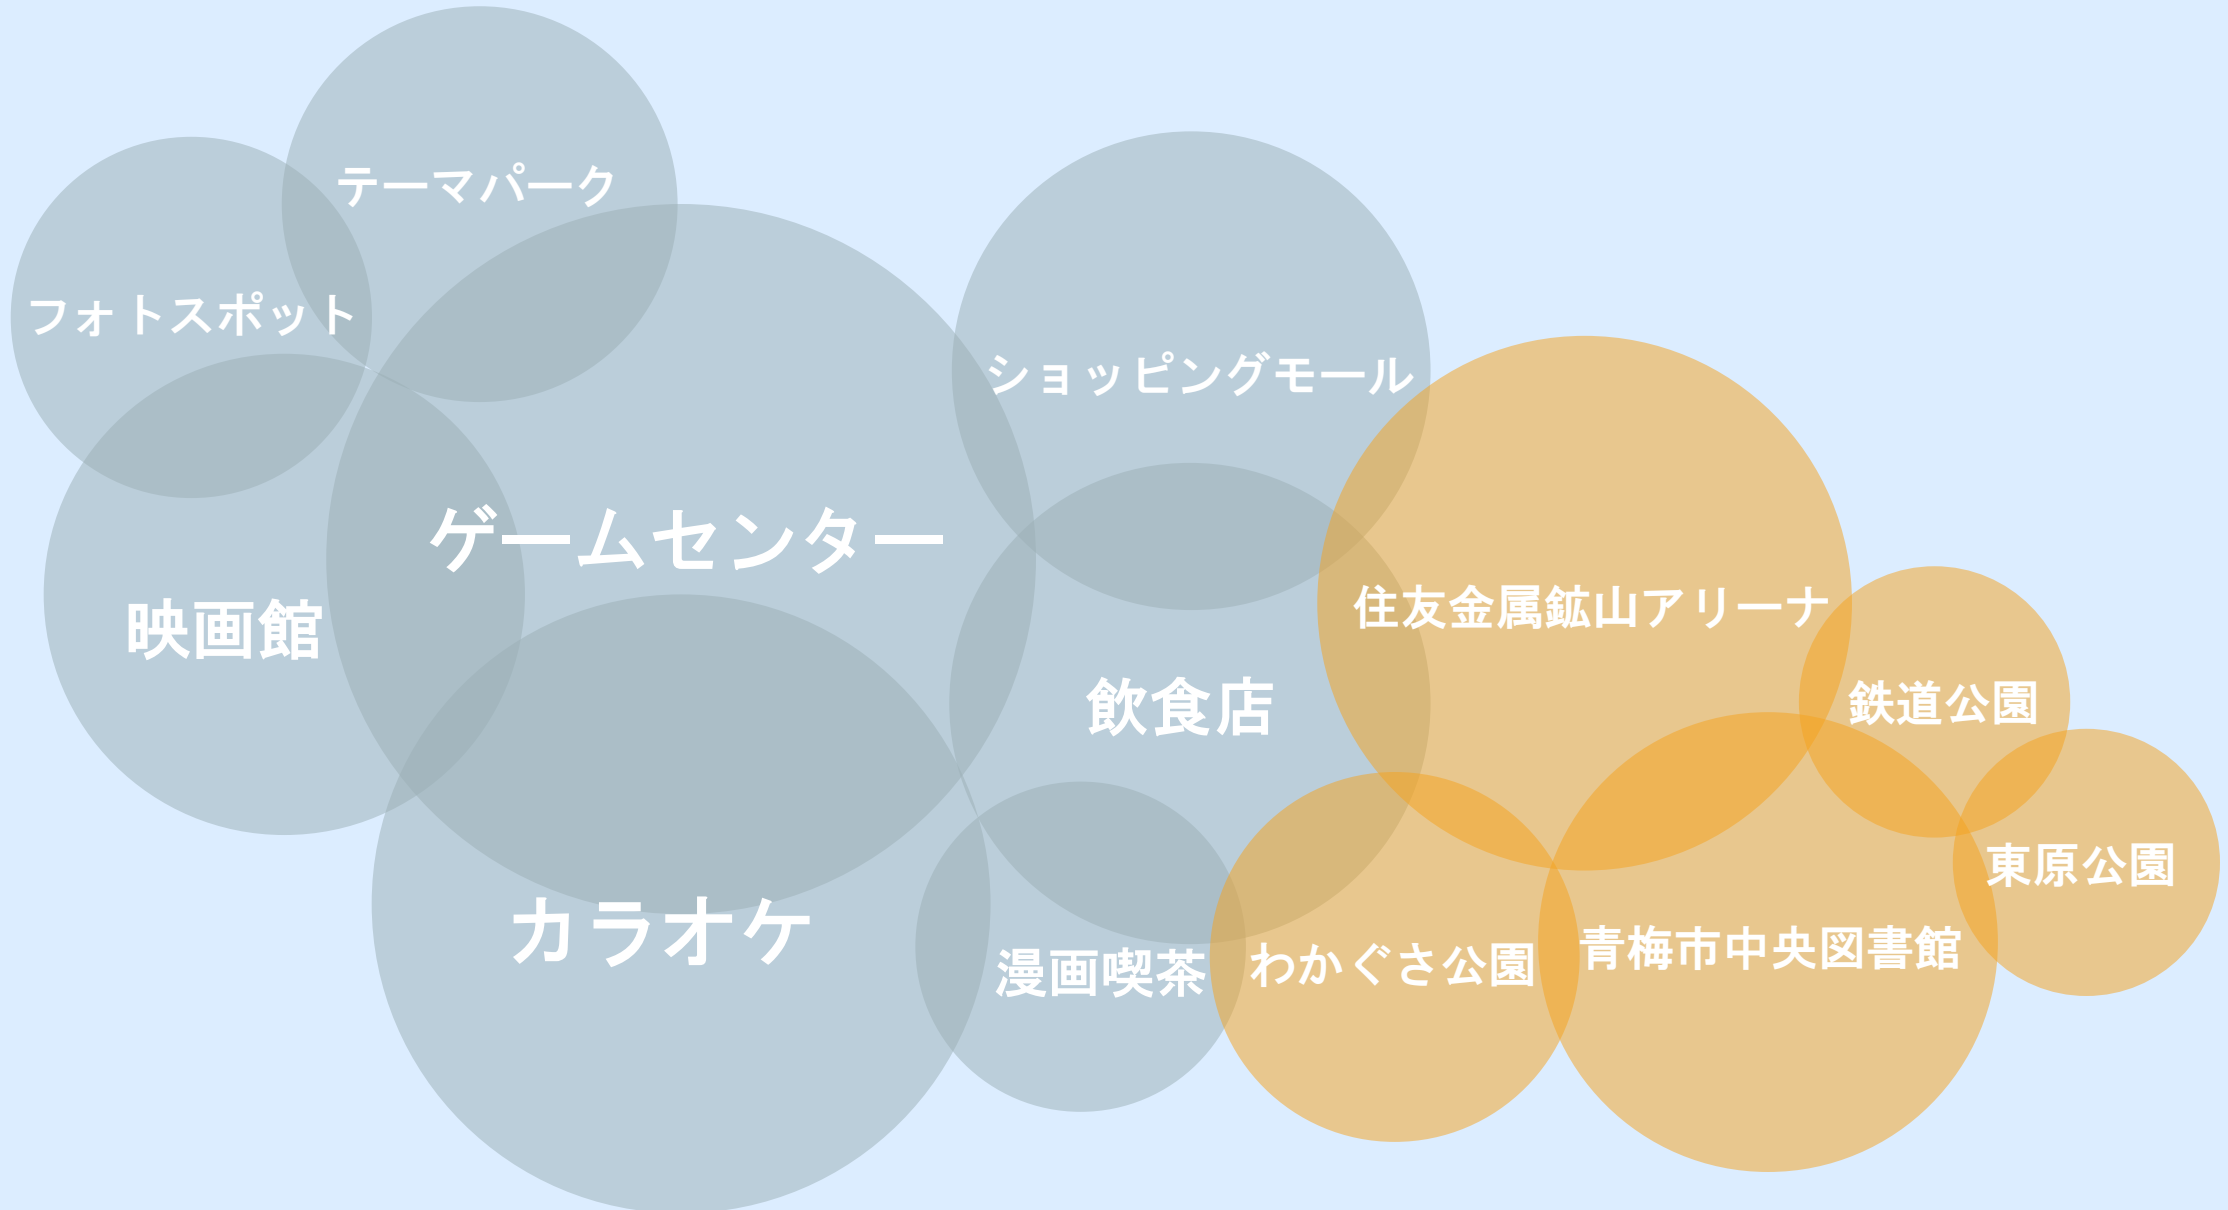 テーマパーク
フォトスポット
ショッピングモール
ゲームセンター
住友金属鉱山アリーナ
映画館
飲食店
鉄道公園
東原公園
カラオケ
漫画喫茶
わかぐさ公園
青梅市中央図書館